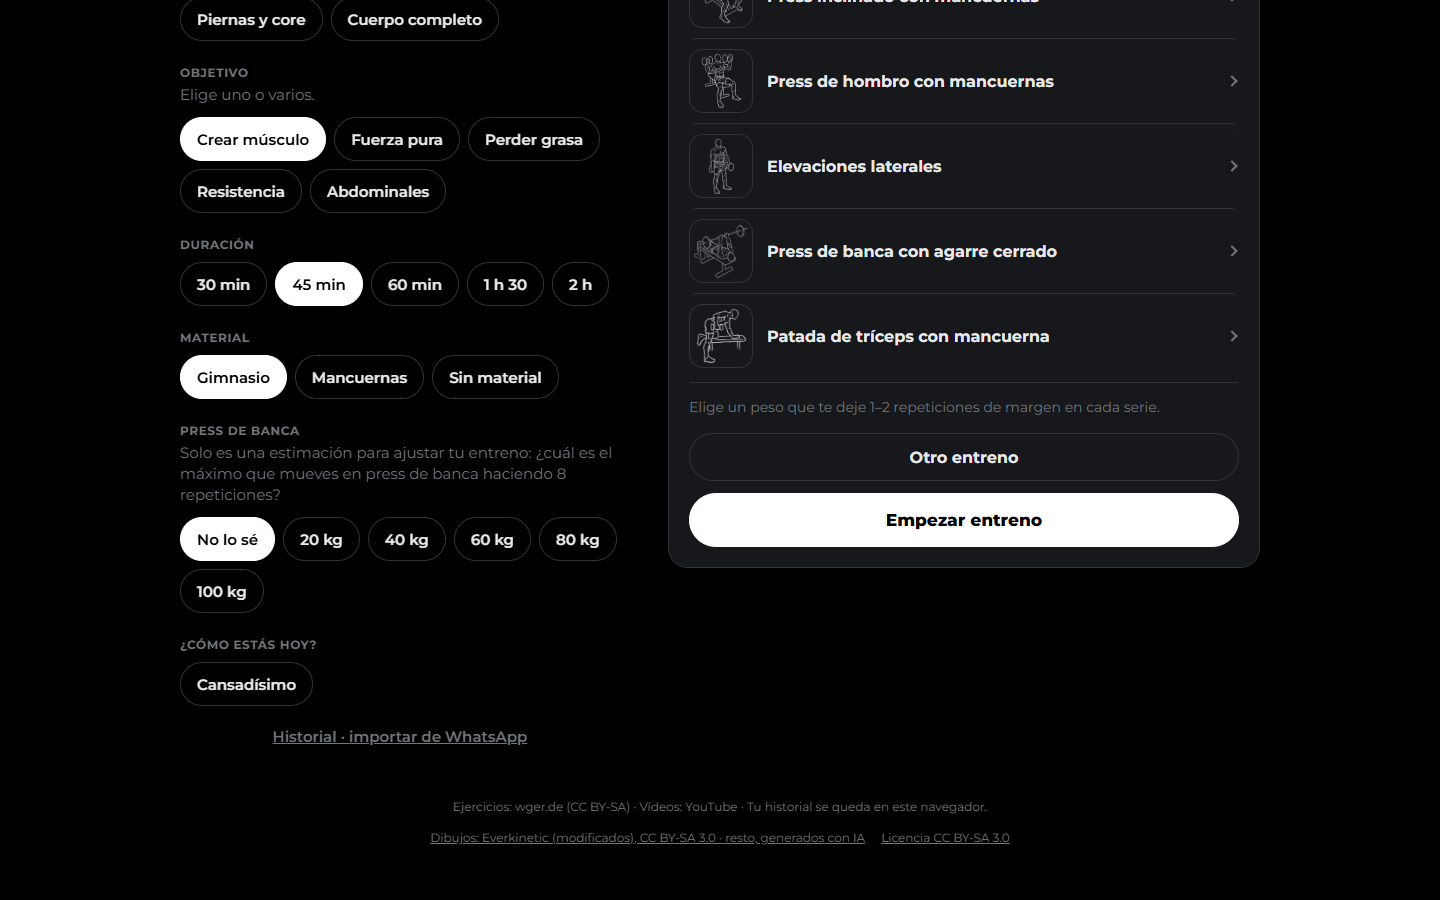 Piernas y core
Cuerpo completo
OBJETIVO
Elige uno o varios.
Crear músculo
Fuerza pura
Perder grasa
Resistencia
Abdominales
DURACIÓN
30 min
45 min
60 min
1 h 30
2 h
MATERIAL
Gimnasio
Mancuernas
Sin material
PRESS DE BANCA
Solo es una estimación para ajustar tu entreno: ¿cuál es el
máximo que mueves en press de banca haciendo 8
repeticiones?
No lo sé
20 kg
40 kg
60 kg
80 kg
100 kg
¿CÓMO ESTÁS HOY?
Cansadísimo
Historial · importar de WhatsApp
Press inclinado con mancuernas
Press de hombro con mancuernas
Elevaciones laterales
Press de banca con agarre cerrado
Patada de tríceps con mancuerna
Elige un peso que te deje 1–2 repeticiones de margen en cada serie.
Otro entreno
Empezar entreno
Ejercicios: wger.de (CC BY-SA) · Vídeos: YouTube · Tu historial se queda en este navegador.
Dibujos: Everkinetic (modificados), CC BY-SA 3.0 · resto, generados con IA
Licencia CC BY-SA 3.0